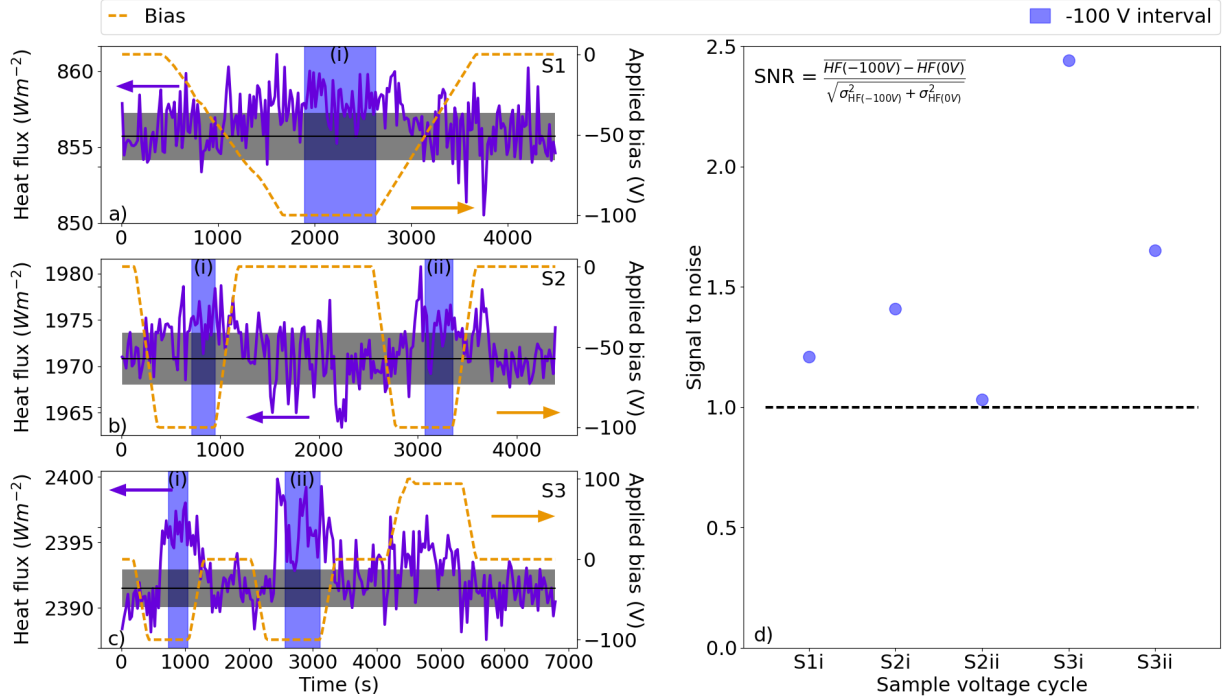 Bias
-100 V interval
Heat flux (Wm⁻²)
860
855
850
(i)
S1
a)
0
−50
−100
Applied bias (V)
0 1000 2000 3000 4000
Heat flux (Wm⁻²)
1980
1975
1970
1965
(i)
(ii)
S2
b)
0
−50
−100
Applied bias (V)
0 1000 2000 3000 4000
Heat flux (Wm⁻²)
2400
2395
2390
(i)
(ii)
S3
c)
100
0
−100
Applied bias (V)
0 1000 2000 3000 4000 5000 6000 7000
Time (s)
Signal to noise
2.5
2.0
1.5
1.0
0.5
0.0
SNR = (HF(−100V) − HF(0V)) / √(σ²HF(−100V) + σ²HF(0V))
d)
S1i S2i S2ii S3i S3ii
Sample voltage cycle